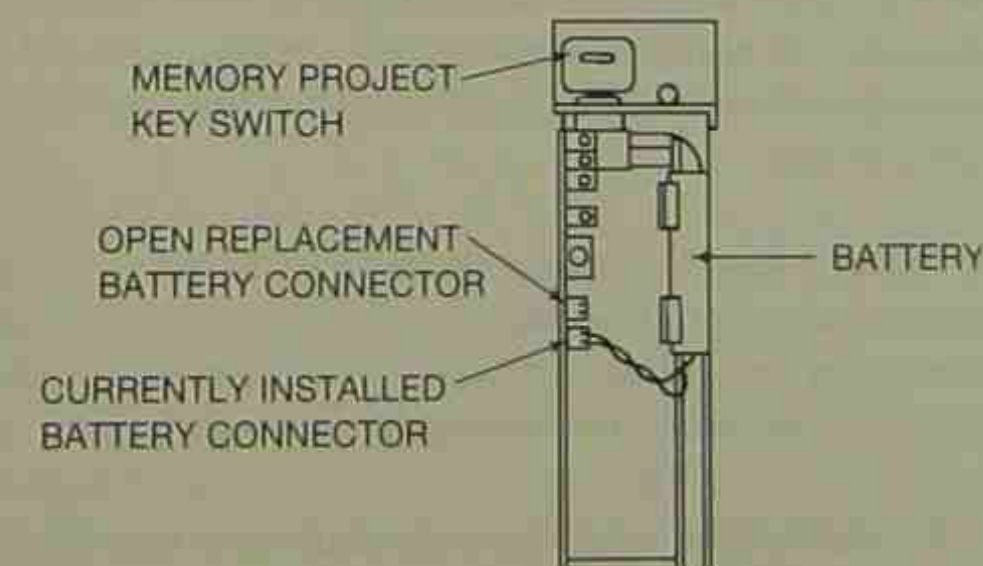 MEMORY PROJECT
KEY SWITCH
OPEN REPLACEMENT
BATTERY CONNECTOR
BATTERY
CURRENTLY INSTALLED
BATTERY CONNECTOR